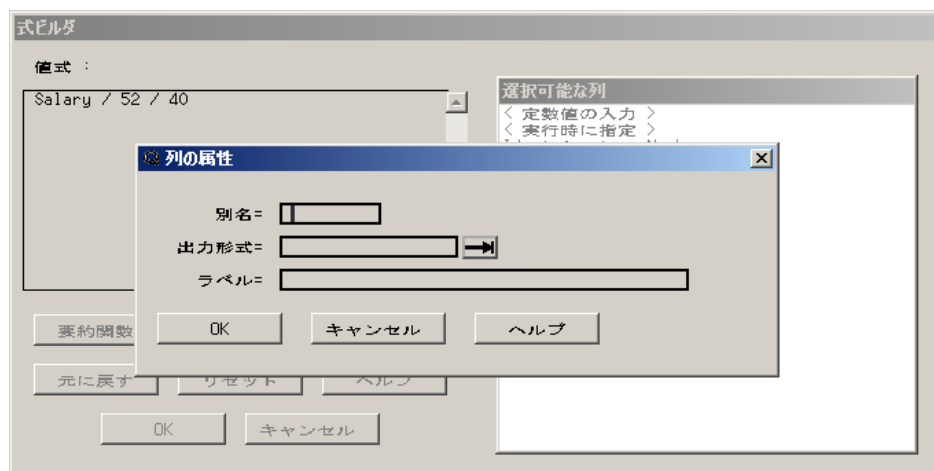 式ビルダ
値式 :
Salary / 52 / 40
選択可能な列
< 定数値の入力 >
< 実行時に指定 >
列の属性
別名=
出力形式=
ラベル=
OK
キャンセル
ヘルプ
要約関数
元に戻す
リセット
ヘルプ
OK
キャンセル